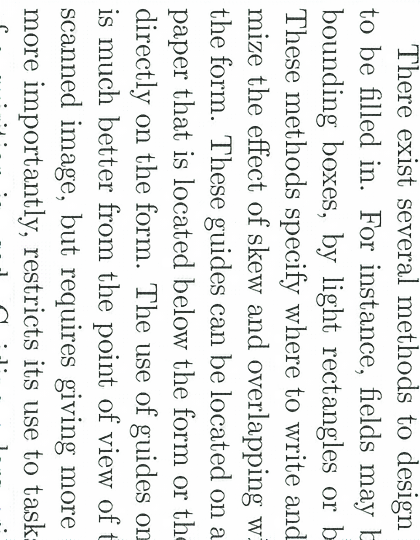 There exist several methods to design
to be filled in. For instance, fields may
bounding boxes, by light rectangles or
These methods specify where to write and
mize the effect of skew and overlapping
the form. These guides can be located on a
paper that is located below the form or
directly on the form. The use of guides on
is much better from the point of view of
scanned image, but requires giving more
more importantly, restricts its use to